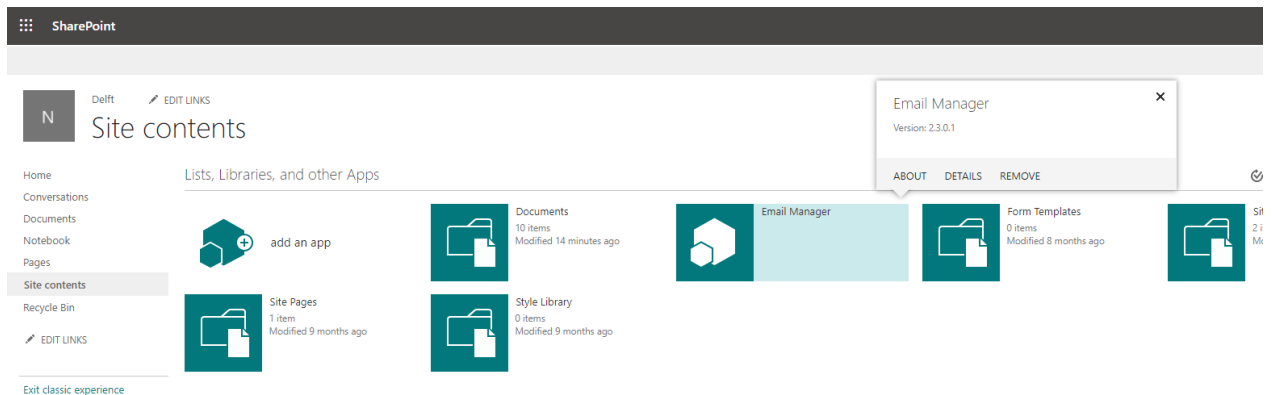 SharePoint
N
Delft
EDIT LINKS
Site contents
Email Manager
Version: 2.3.0.1
ABOUT DETAILS REMOVE
Home
Conversations
Documents
Notebook
Pages
Site contents
Recycle Bin
EDIT LINKS
Exit classic experience
Lists, Libraries, and other Apps
add an app
Documents
10 items
Modified 14 minutes ago
Email Manager
Form Templates
0 items
Modified 8 months ago
Site Pages
1 item
Modified 9 months ago
Style Library
0 items
Modified 9 months ago